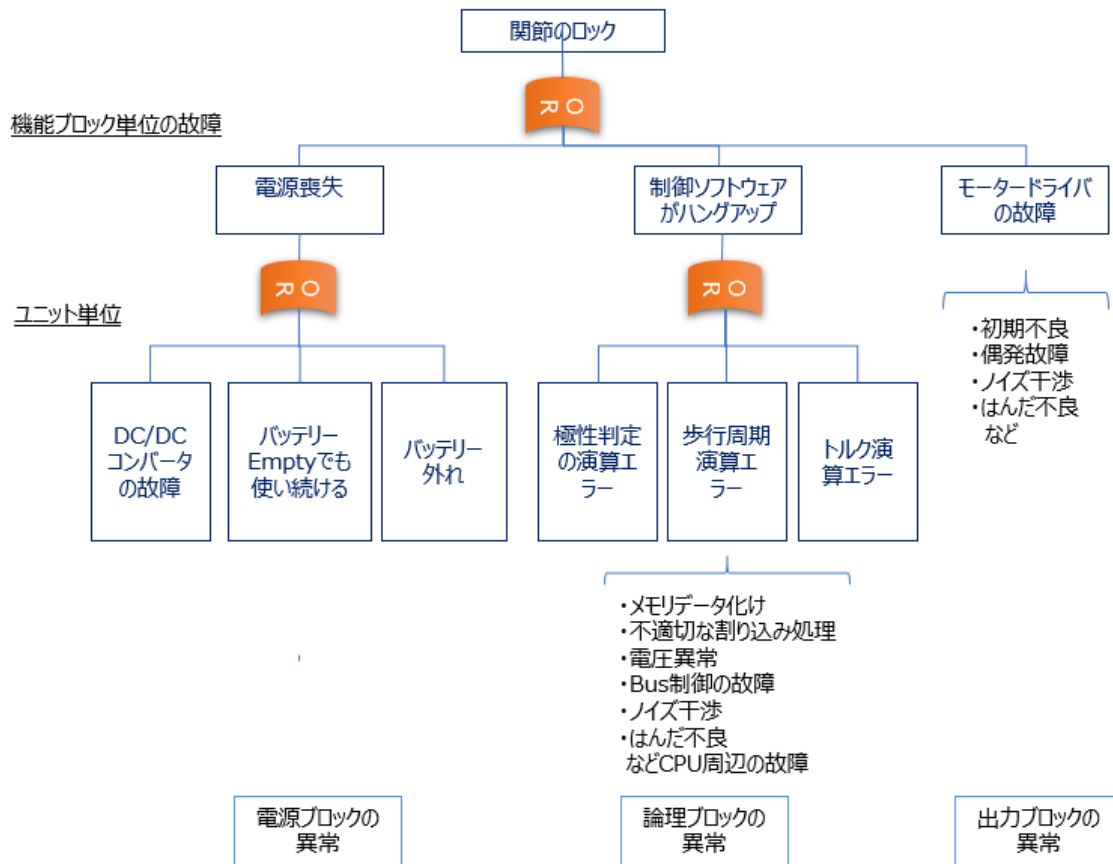 関節のロック
OR
機能ブロック単位の故障
電源喪失
制御ソフトウェア
がハングアップ
モータードライバ
の故障
OR
OR
ユニット単位
・初期不良
・偶発故障
・ノイズ干渉
・はんだ不良
など
DC/DC
コンバータ
の故障
バッテリー
Emptyでも
使い続ける
バッテリー
外れ
極性判定
の演算エ
ラー
歩行周期
演算エ
ラー
トルク演
算エラー
・メモリデータ化け
・不適切な割り込み処理
・電圧異常
・Bus制御の故障
・ノイズ干渉
・はんだ不良
などCPU周辺の故障
電源ブロックの
異常
論理ブロックの
異常
出力ブロックの
異常